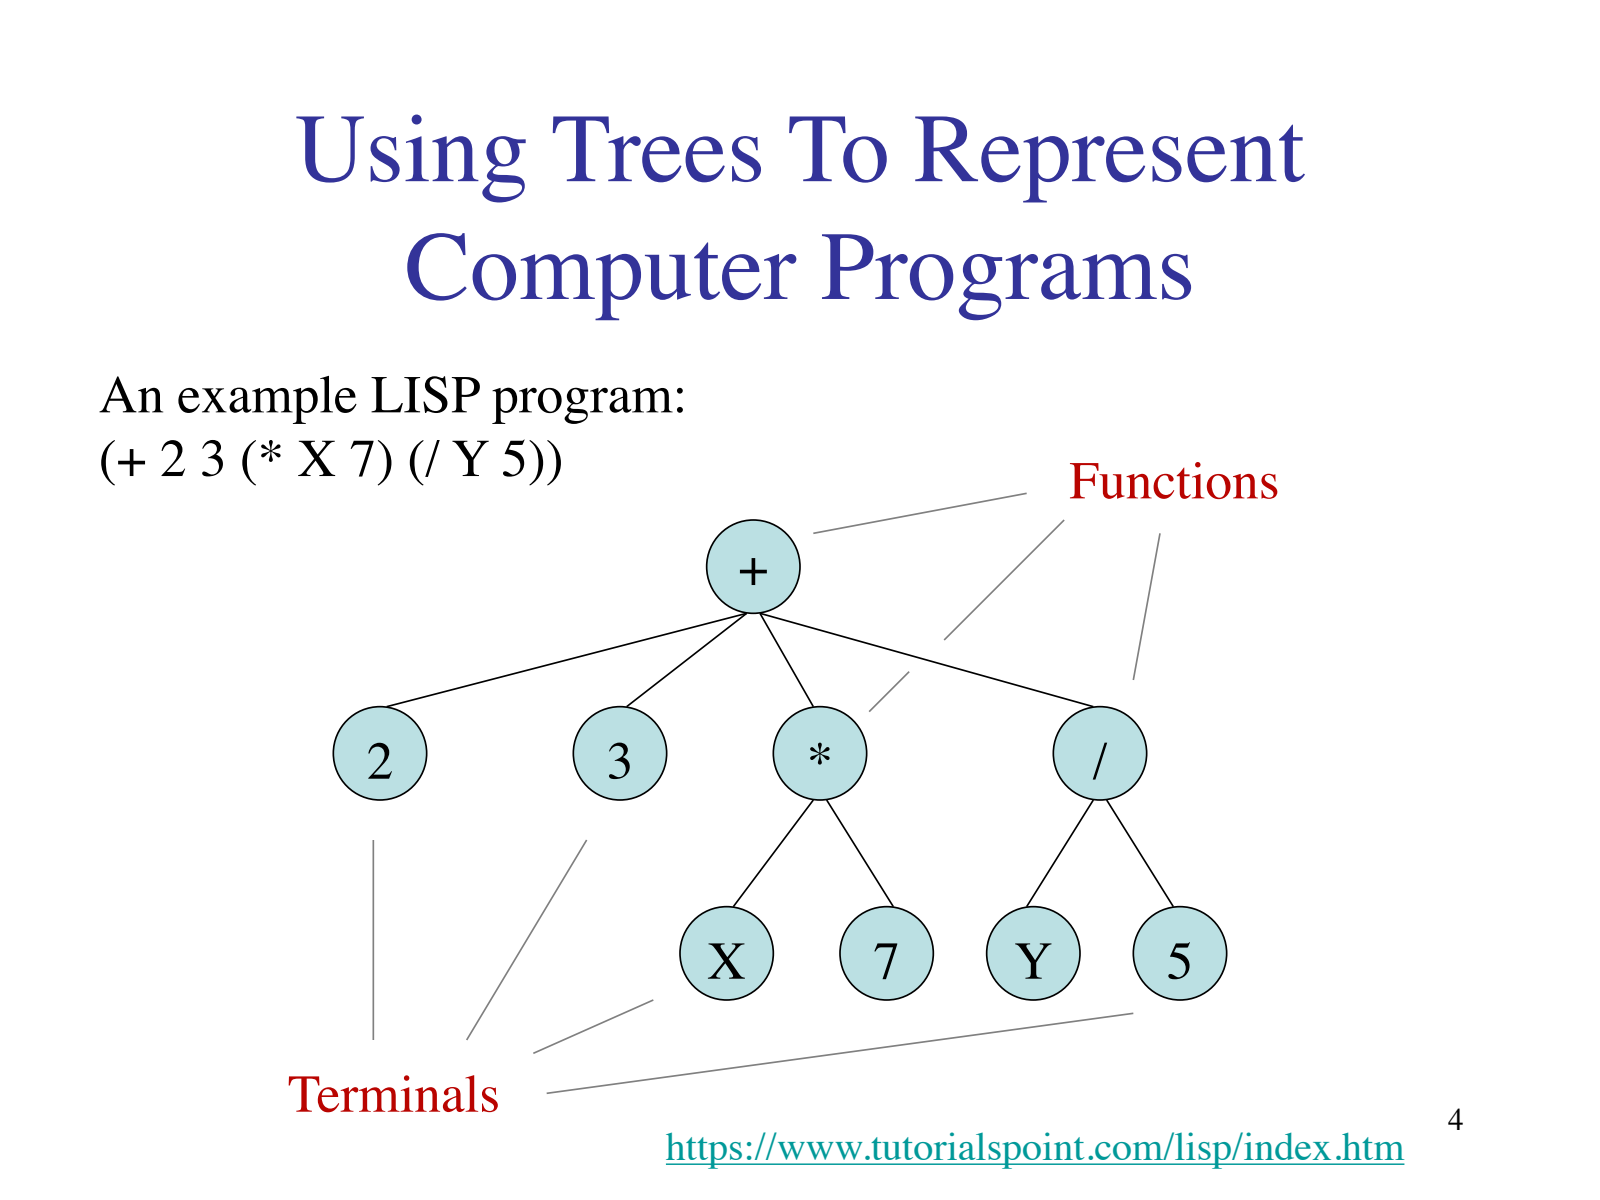 Using Trees To Represent
Computer Programs
An example LISP program:
(+ 2 3 (* X 7) (/ Y 5))
Functions
+
2 3 * /
X 7 Y 5
Terminals
4
https://www.tutorialspoint.com/lisp/index.htm